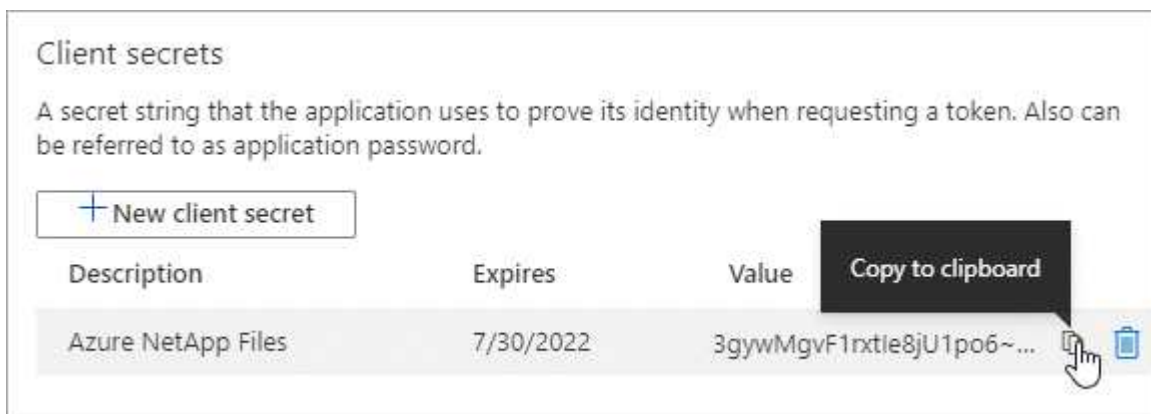 Client secrets
A secret string that the application uses to prove its identity when requesting a token. Also can
be referred to as application password.
+ New client secret
Copy to clipboard
Description Expires Value
Azure NetApp Files 7/30/2022 3gywMgvF1rxtIe8jU1po6~...